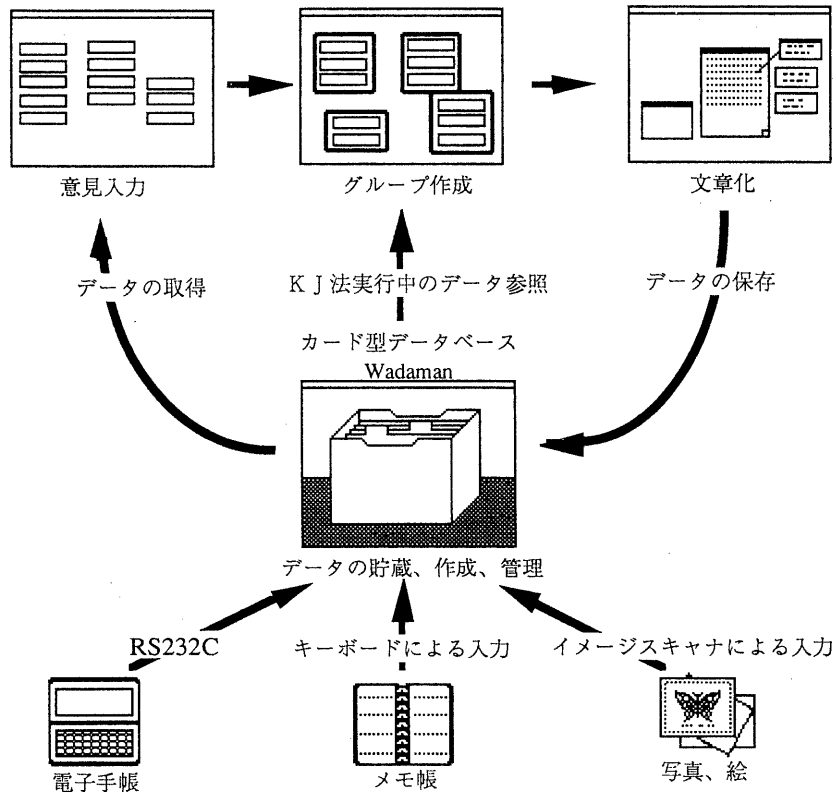 意見入力
グループ作成
文章化
データの取得
ＫＪ法実行中のデータ参照
データの保存
カード型データベース
Wadaman
データの貯蔵、作成、管理
RS232C
キーボードによる入力
イメージスキャナによる入力
電子手帳
メモ帳
写真、絵